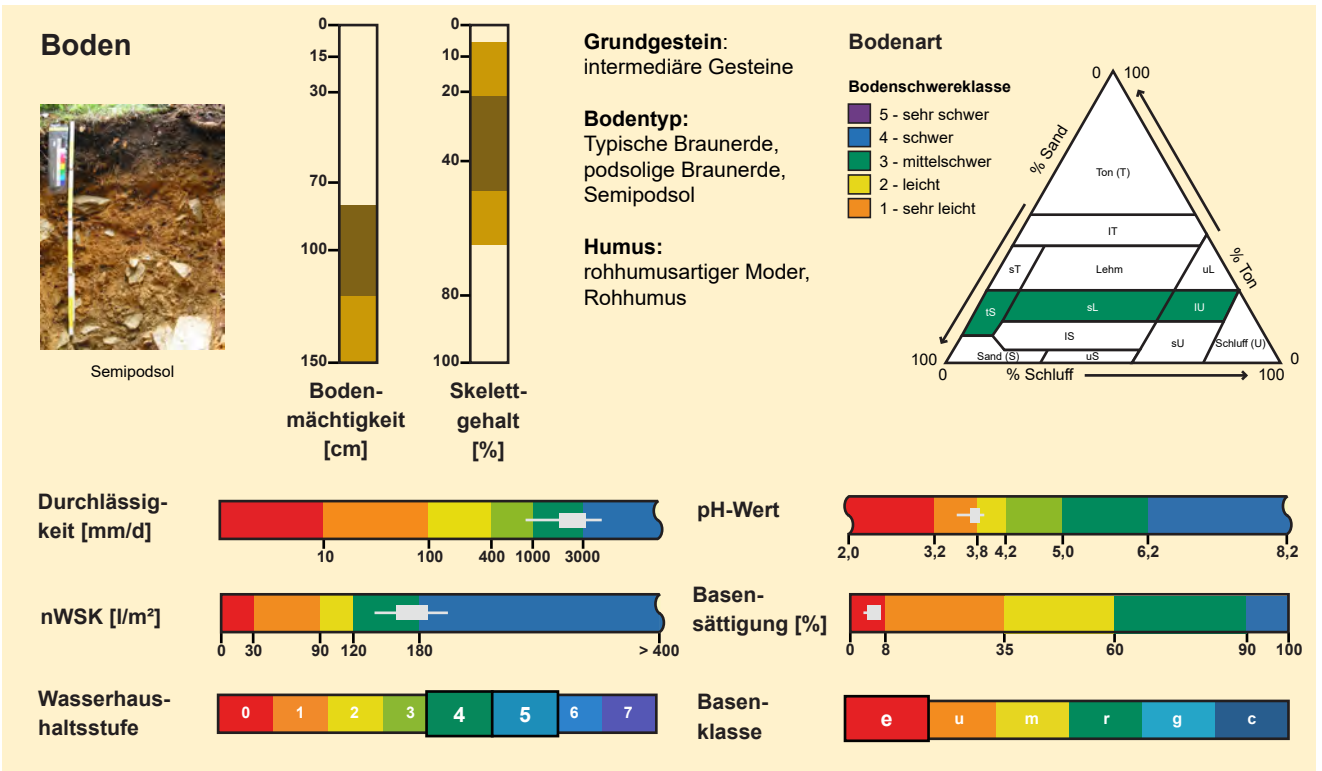 Boden
Semipodsol
0
15
30
70
100
150
Boden-
mächtigkeit
[cm]
0
10
20
40
80
100
Skelett-
gehalt
[%]
Grundgestein:
intermediäre Gesteine
Bodentyp:
Typische Braunerde,
podsolige Braunerde,
Semipodsol
Humus:
rohhumusartiger Moder,
Rohhumus
Bodenart
Bodenschwereklasse
5 - sehr schwer
4 - schwer
3 - mittelschwer
2 - leicht
1 - sehr leicht
0 100
% Sand
% Ton
Ton (T)
lT
sT Lehm uL
tS sL lU
lS
Sand (S) uS sU Schluff (U)
100 0
0 % Schluff 100
Durchlässig-
keit [mm/d]
10 100 400 1000 3000
nWSK [l/m²]
0 30 90 120 180 > 400
Wasserhaus-
haltsstufe
0 1 2 3 4 5 6 7
pH-Wert
2,0 3,2 3,8 4,2 5,0 6,2 8,2
Basen-
sättigung [%]
0 8 35 60 90 100
Basen-
klasse
e u m r g c